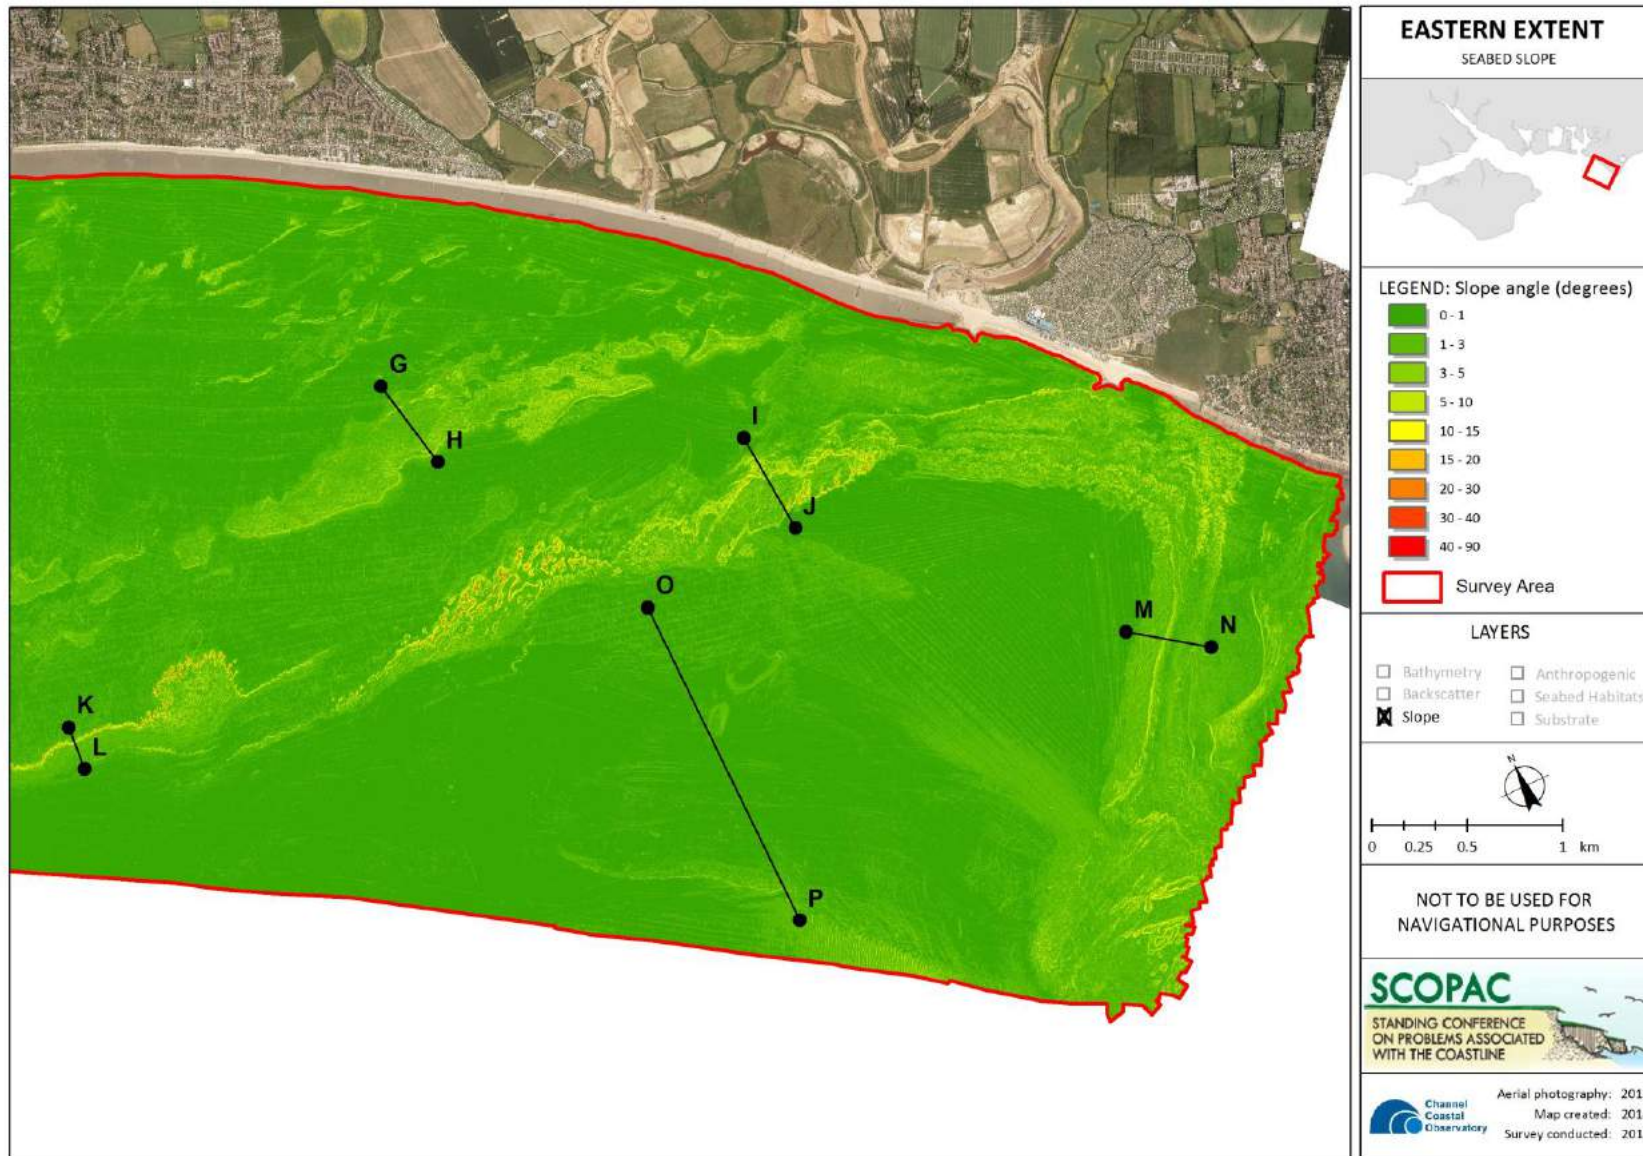 EASTERN EXTENT
SEABED SLOPE
LEGEND: Slope angle (degrees)
0 - 1
1 - 3
3 - 5
5 - 10
10 - 15
15 - 20
20 - 30
30 - 40
40 - 90
Survey Area
LAYERS
Bathymetry
Anthropogenic
Backscatter
Seabed Habitats
Slope
Substrate
N
0 0.25 0.5 1 km
NOT TO BE USED FOR
NAVIGATIONAL PURPOSES
SCOPAC
STANDING CONFERENCE
ON PROBLEMS ASSOCIATED
WITH THE COASTLINE
Channel
Coastal
Observatory
Aerial photography: 201
Map created: 201
Survey conducted: 201
G
H
I
J
O
M
N
K
L
P